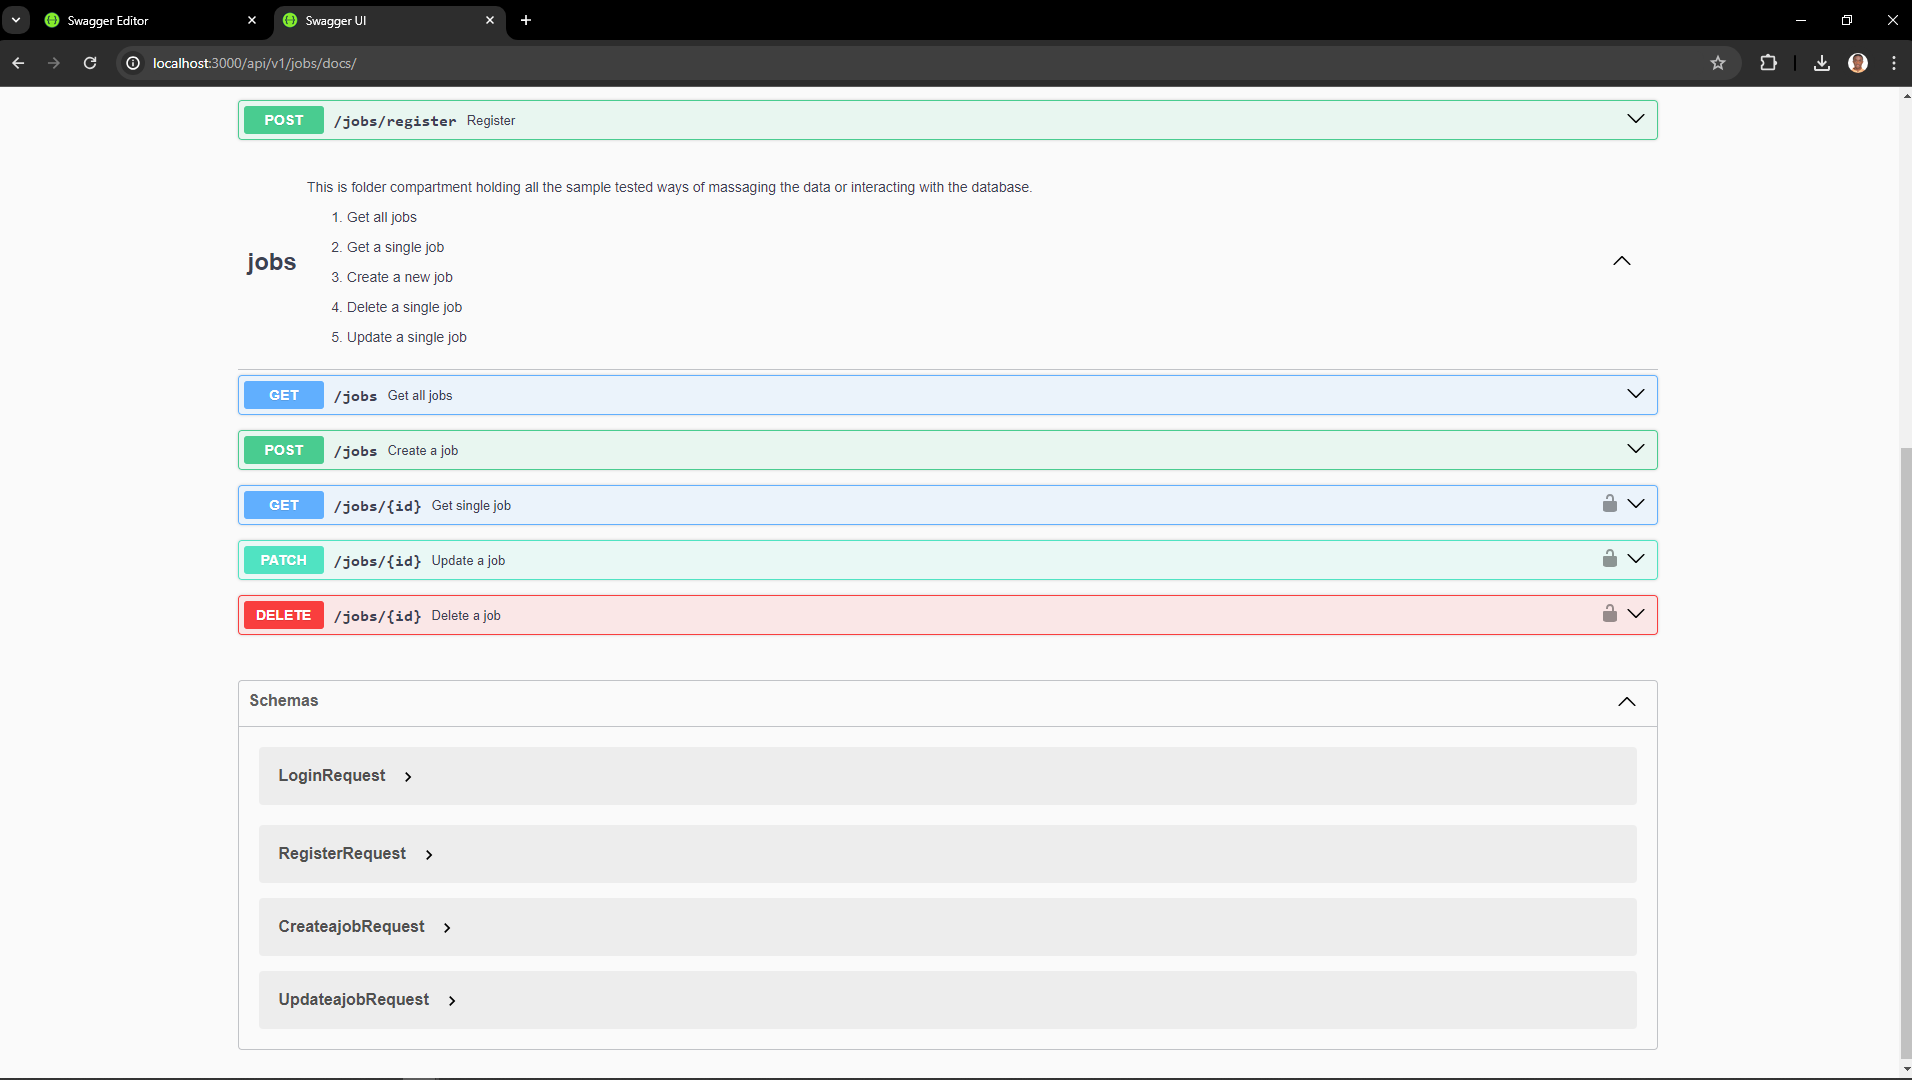 Swagger Editor
Swagger UI
localhost:3000/api/v1/jobs/docs/
POST /jobs/register Register
This is folder compartment holding all the sample tested ways of massaging the data or interacting with the database.
1. Get all jobs
2. Get a single job
jobs
3. Create a new job
4. Delete a single job
5. Update a single job
GET /jobs Get all jobs
POST /jobs Create a job
GET /jobs/{id} Get single job
PATCH /jobs/{id} Update a job
DELETE /jobs/{id} Delete a job
Schemas
LoginRequest
RegisterRequest
CreateajobRequest
UpdateajobRequest